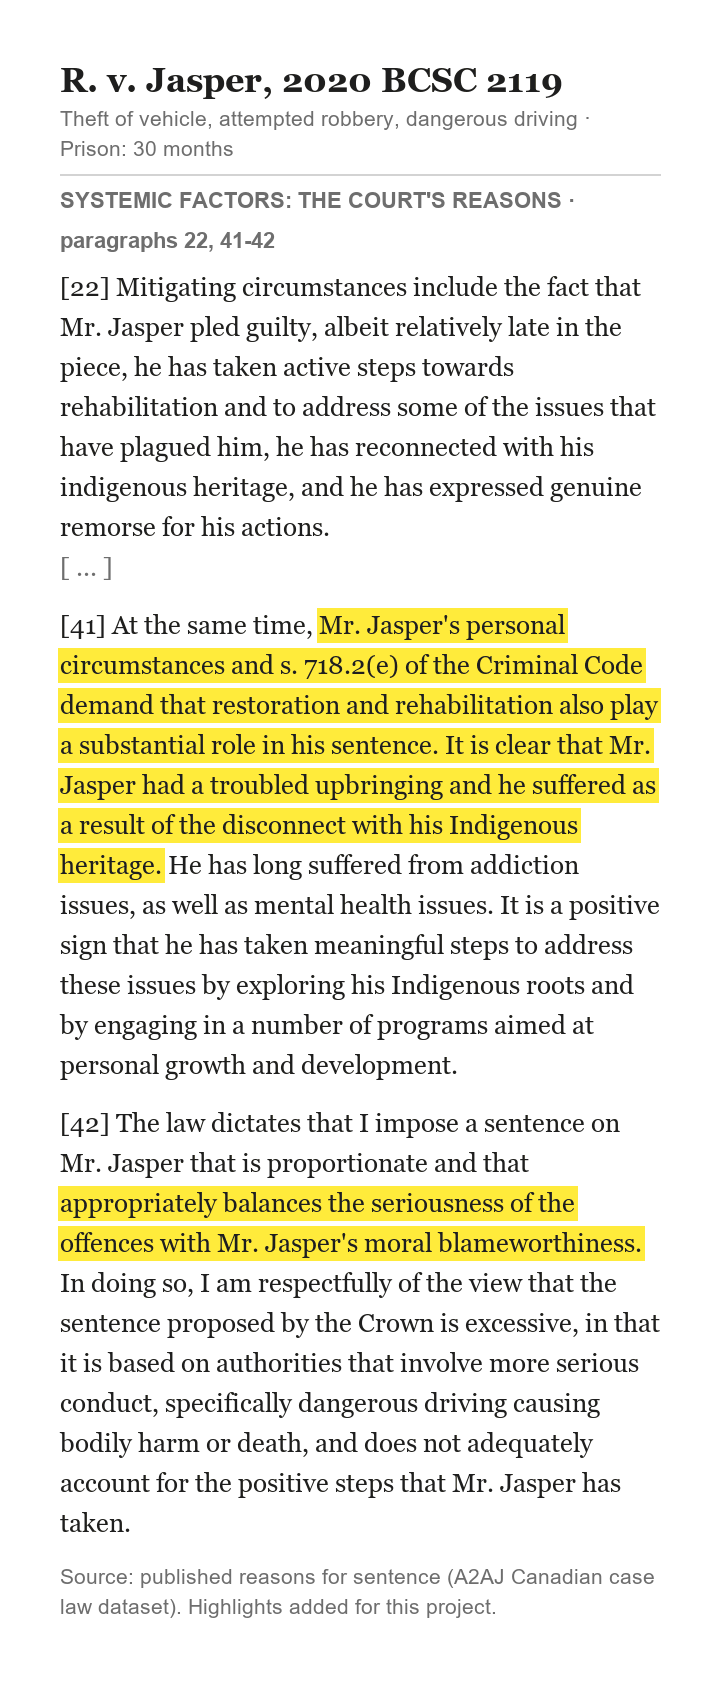 R. v. Jasper, 2020 BCSC 2119
Theft of vehicle, attempted robbery, dangerous driving ·
Prison: 30 months
SYSTEMIC FACTORS: THE COURT'S REASONS ·
paragraphs 22, 41-42
[22] Mitigating circumstances include the fact that
Mr. Jasper pled guilty, albeit relatively late in the
piece, he has taken active steps towards
rehabilitation and to address some of the issues that
have plagued him, he has reconnected with his
indigenous heritage, and he has expressed genuine
remorse for his actions.
[ ... ]
[41] At the same time, Mr. Jasper's personal
circumstances and s. 718.2(e) of the Criminal Code
demand that restoration and rehabilitation also play
a substantial role in his sentence. It is clear that Mr.
Jasper had a troubled upbringing and he suffered as
a result of the disconnect with his Indigenous
heritage. He has long suffered from addiction
issues, as well as mental health issues. It is a positive
sign that he has taken meaningful steps to address
these issues by exploring his Indigenous roots and
by engaging in a number of programs aimed at
personal growth and development.
[42] The law dictates that I impose a sentence on
Mr. Jasper that is proportionate and that
appropriately balances the seriousness of the
offences with Mr. Jasper's moral blameworthiness.
In doing so, I am respectfully of the view that the
sentence proposed by the Crown is excessive, in that
it is based on authorities that involve more serious
conduct, specifically dangerous driving causing
bodily harm or death, and does not adequately
account for the positive steps that Mr. Jasper has
taken.
Source: published reasons for sentence (A2AJ Canadian case
law dataset). Highlights added for this project.